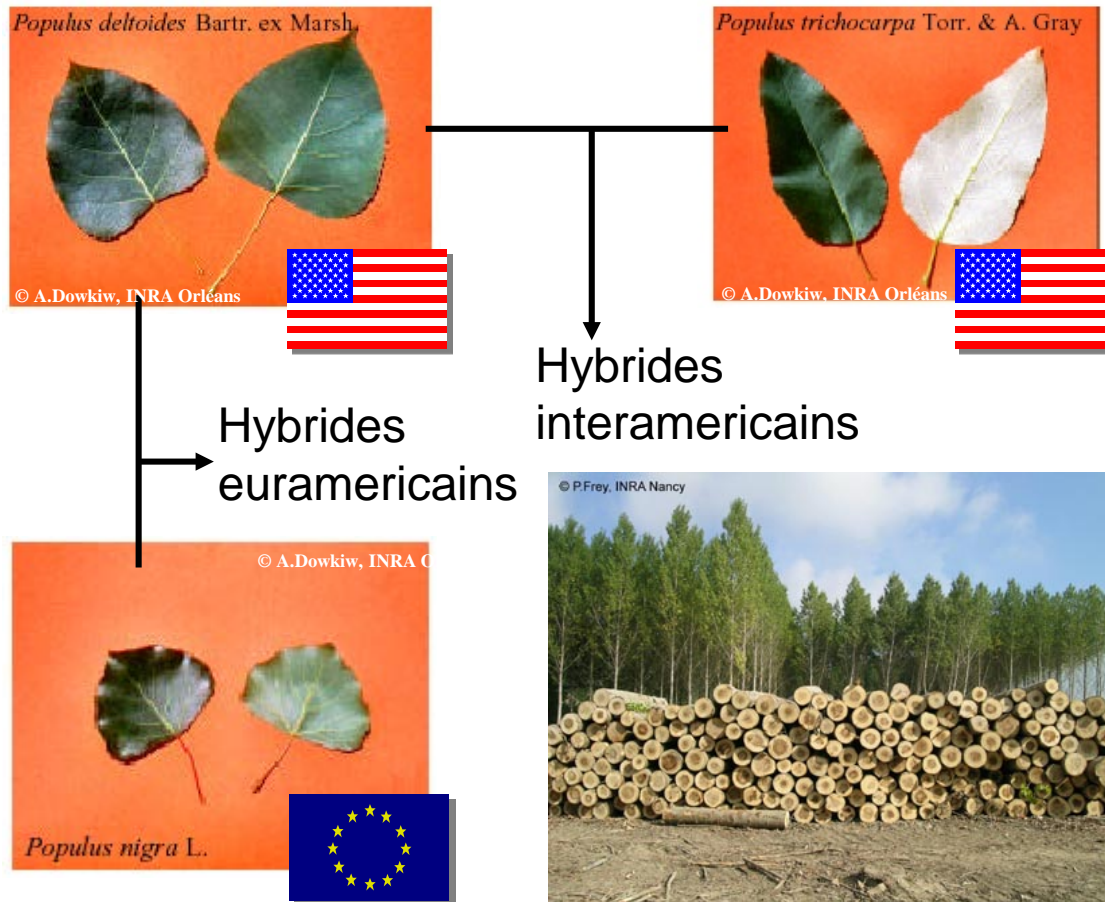 Populus deltoides Bartr. ex Marsh.
Populus trichocarpa Torr. & A. Gray
© A.Dowkiw, INRA Orléans
© A.Dowkiw, INRA Orléans
Hybrides
interamericains
Hybrides
euramericains
© P.Frey, INRA Nancy
© A.Dowkiw, INRA O
Populus nigra L.